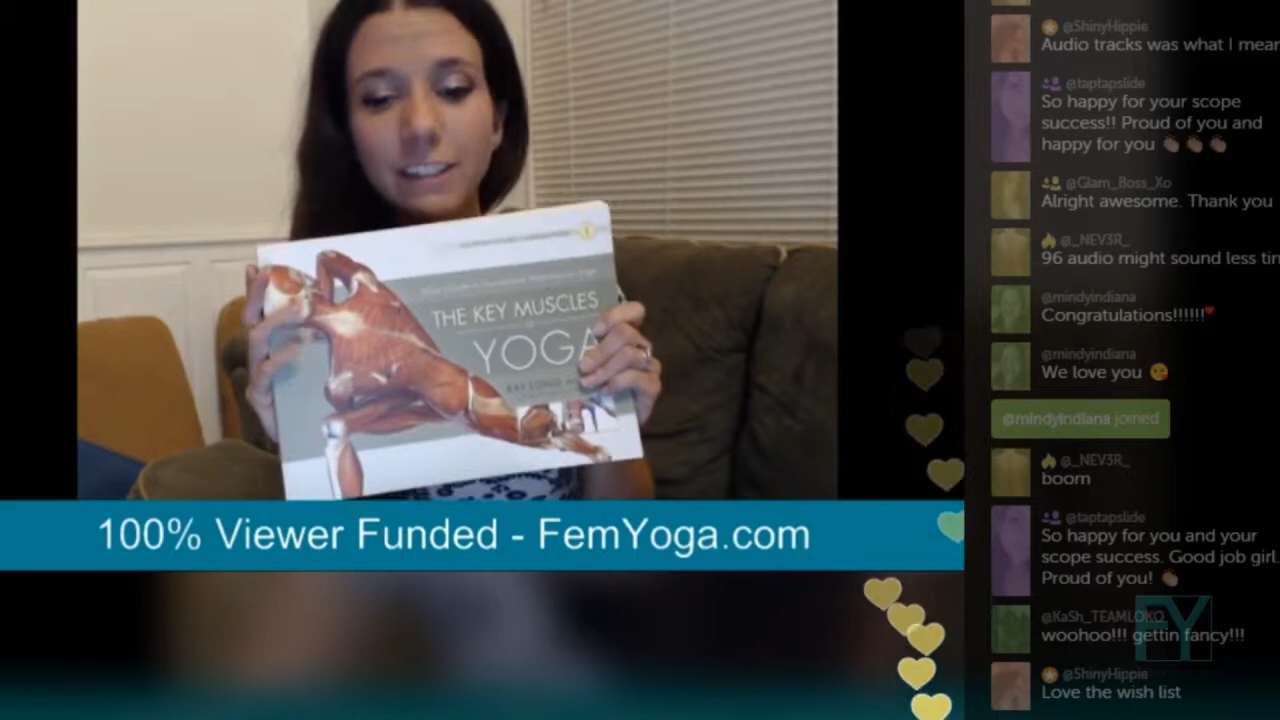 THE KEY MUSCLES
YOGA
100% Viewer Funded - FemYoga.com
@ShinyHippie
Audio tracks was what I mean
@taptapslide
So happy for your scope
success!! Proud of you and
happy for you 👏🏽👏🏽👏🏽
@Glam_Boss_Xo
Alright awesome. Thank you
@_NEV3R_
96 audio might sound less
@mindyindiana
Congratulations!!!!!!♥
@mindyindiana
We love you 😘
@mindyindiana joined
@_NEV3R_
boom
@taptapslide
So happy for you and your
scope success. Good job girl.
Proud of you! 👏🏽
@KaSh_TEAMLOKO
woohoo!!! gettin fancy!!!
FY
@ShinyHippie
Love the wish list